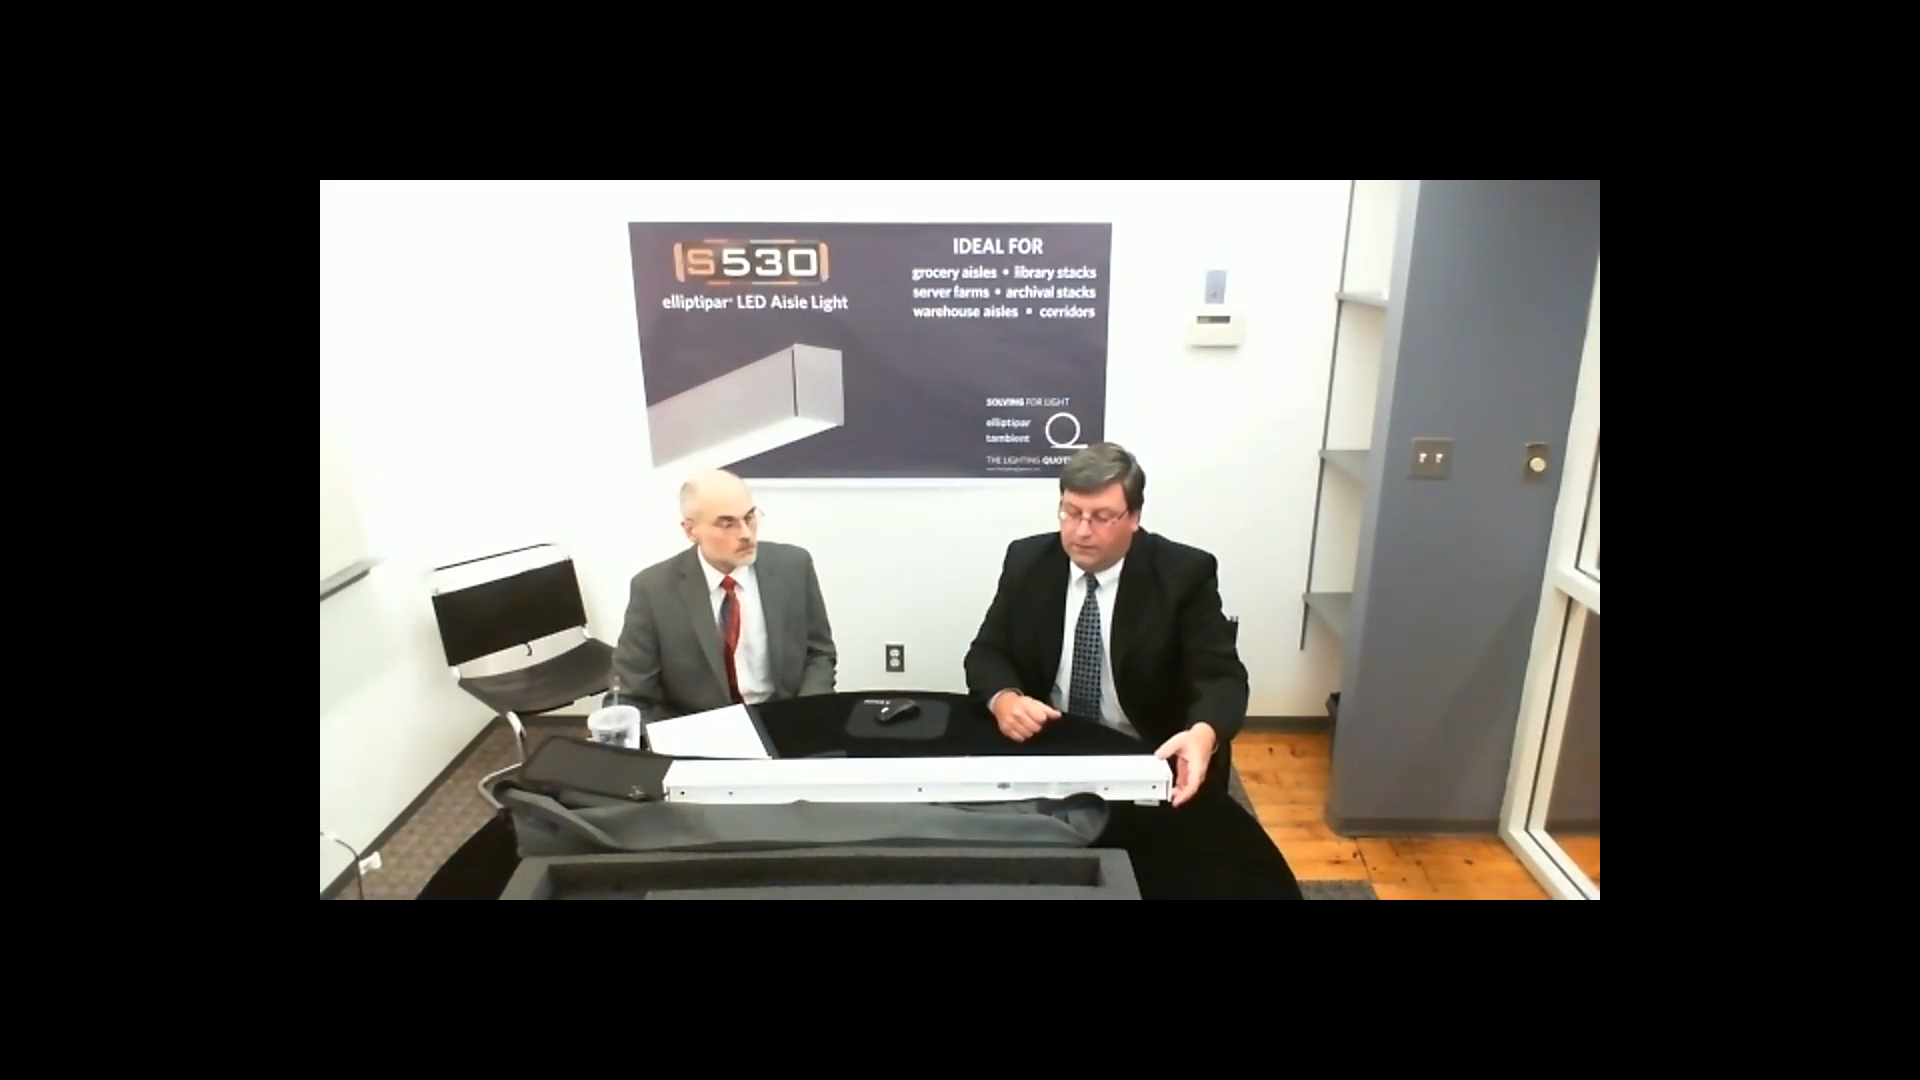 S530
elliptipar® LED Aisle Light
IDEAL FOR
grocery aisles • library stacks
server farms • archival stacks
warehouse aisles • corridors
SOLVING FOR LIGHT
elliptipar
tambient
THE LIGHTING QUOT